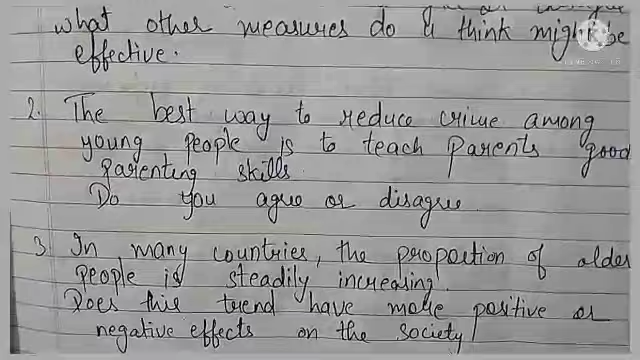 what other measures do u think might be
effective.
2. The best way to reduce crime among
young people is to teach parents good
parenting skills.
Do you agree or disagree
3. In many countries, the proportion of older
people is steadily increasing.
Does this trend have more positive or
negative effects on the society